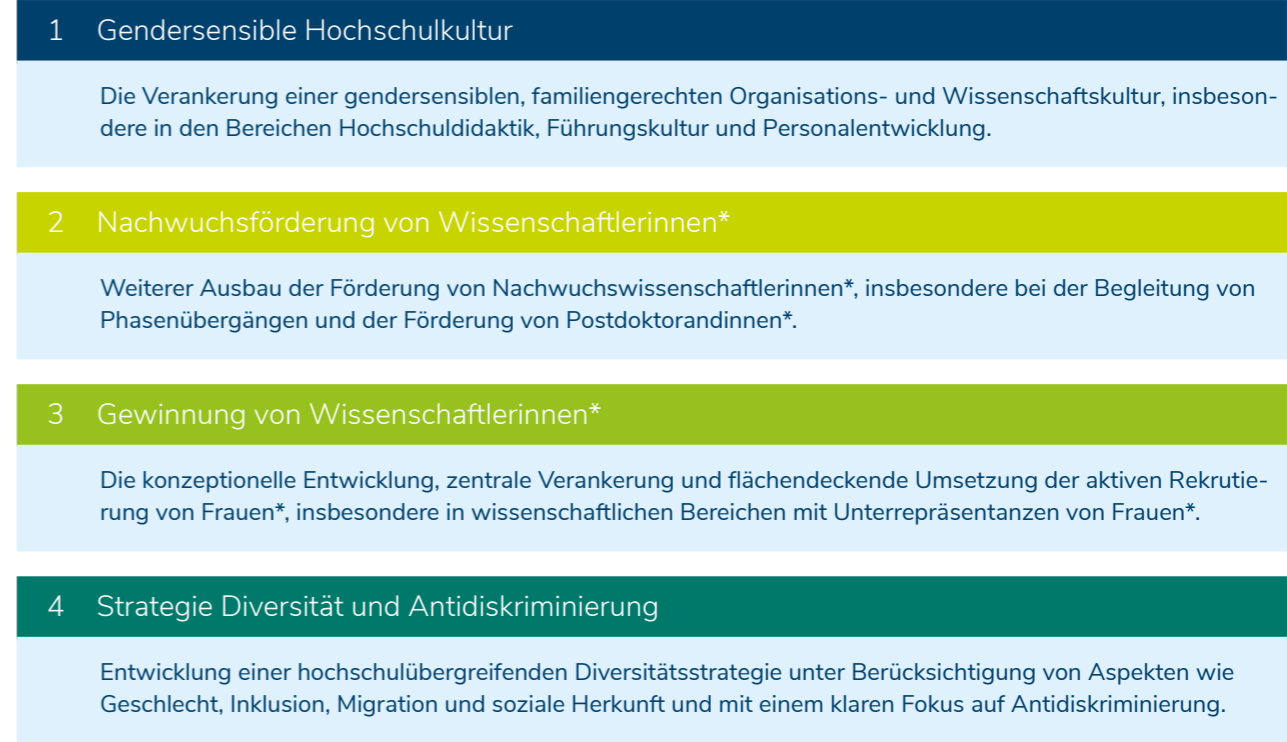 1 Gendersensible Hochschulkultur
Die Verankerung einer gendersensiblen, familiengerechten Organisations- und Wissenschaftskultur, insbeson-
dere in den Bereichen Hochschuldidaktik, Führungskultur und Personalentwicklung.
2 Nachwuchsförderung von Wissenschaftlerinnen*
Weiterer Ausbau der Förderung von Nachwuchswissenschaftlerinnen*, insbesondere bei der Begleitung von
Phasenübergängen und der Förderung von Postdoktorandinnen*.
3 Gewinnung von Wissenschaftlerinnen*
Die konzeptionelle Entwicklung, zentrale Verankerung und flächendeckende Umsetzung der aktiven Rekrutie-
rung von Frauen*, insbesondere in wissenschaftlichen Bereichen mit Unterrepräsentanzen von Frauen*.
4 Strategie Diversität und Antidiskriminierung
Entwicklung einer hochschulübergreifenden Diversitätsstrategie unter Berücksichtigung von Aspekten wie
Geschlecht, Inklusion, Migration und soziale Herkunft und mit einem klaren Fokus auf Antidiskriminierung.